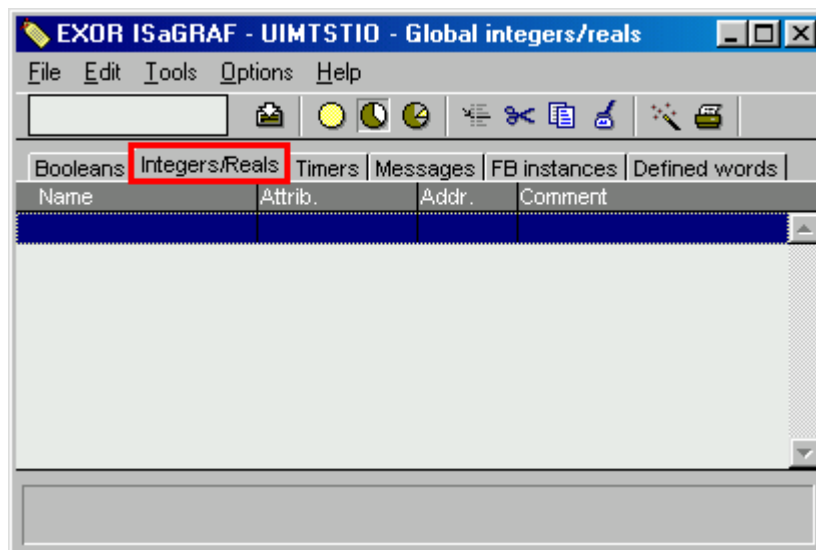 EXOR ISaGRAF - UIMTSTIO - Global integers/reals
File Edit Tools Options Help
Booleans Integers/Reals Timers Messages FB instances Defined words
Name Attrib. Addr. Comment